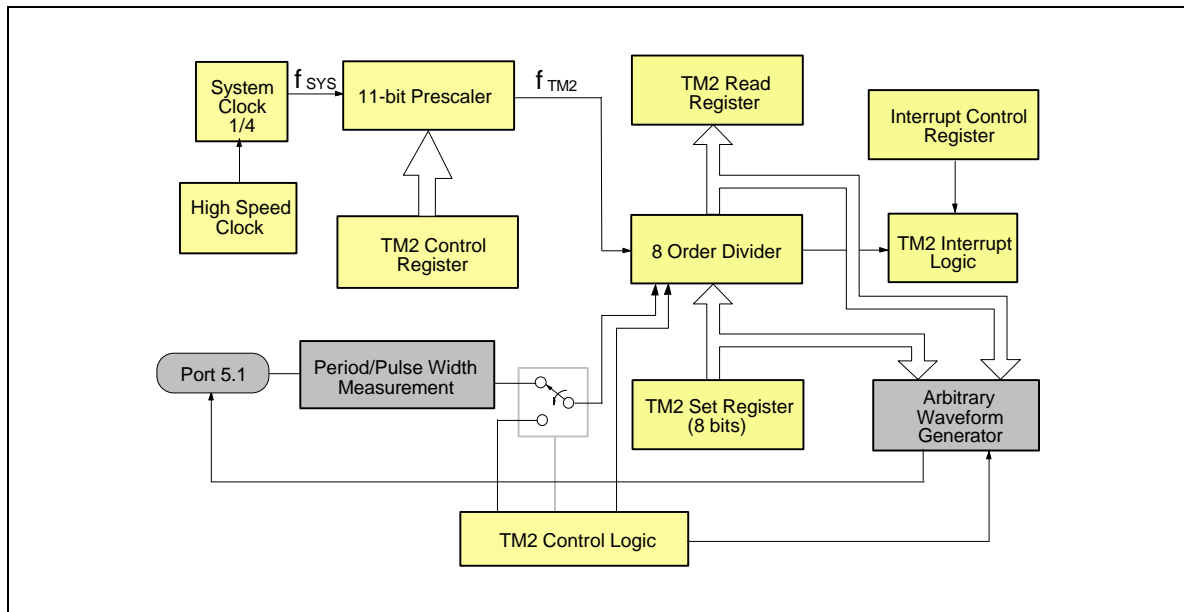 System
Clock
1/4
f SYS
11-bit Prescaler
f TM2
TM2 Read
Register
Interrupt Control
Register
High Speed
Clock
TM2 Control
Register
8 Order Divider
TM2 Interrupt
Logic
Port 5.1
Period/Pulse Width
Measurement
TM2 Set Register
(8 bits)
Arbitrary
Waveform
Generator
TM2 Control Logic